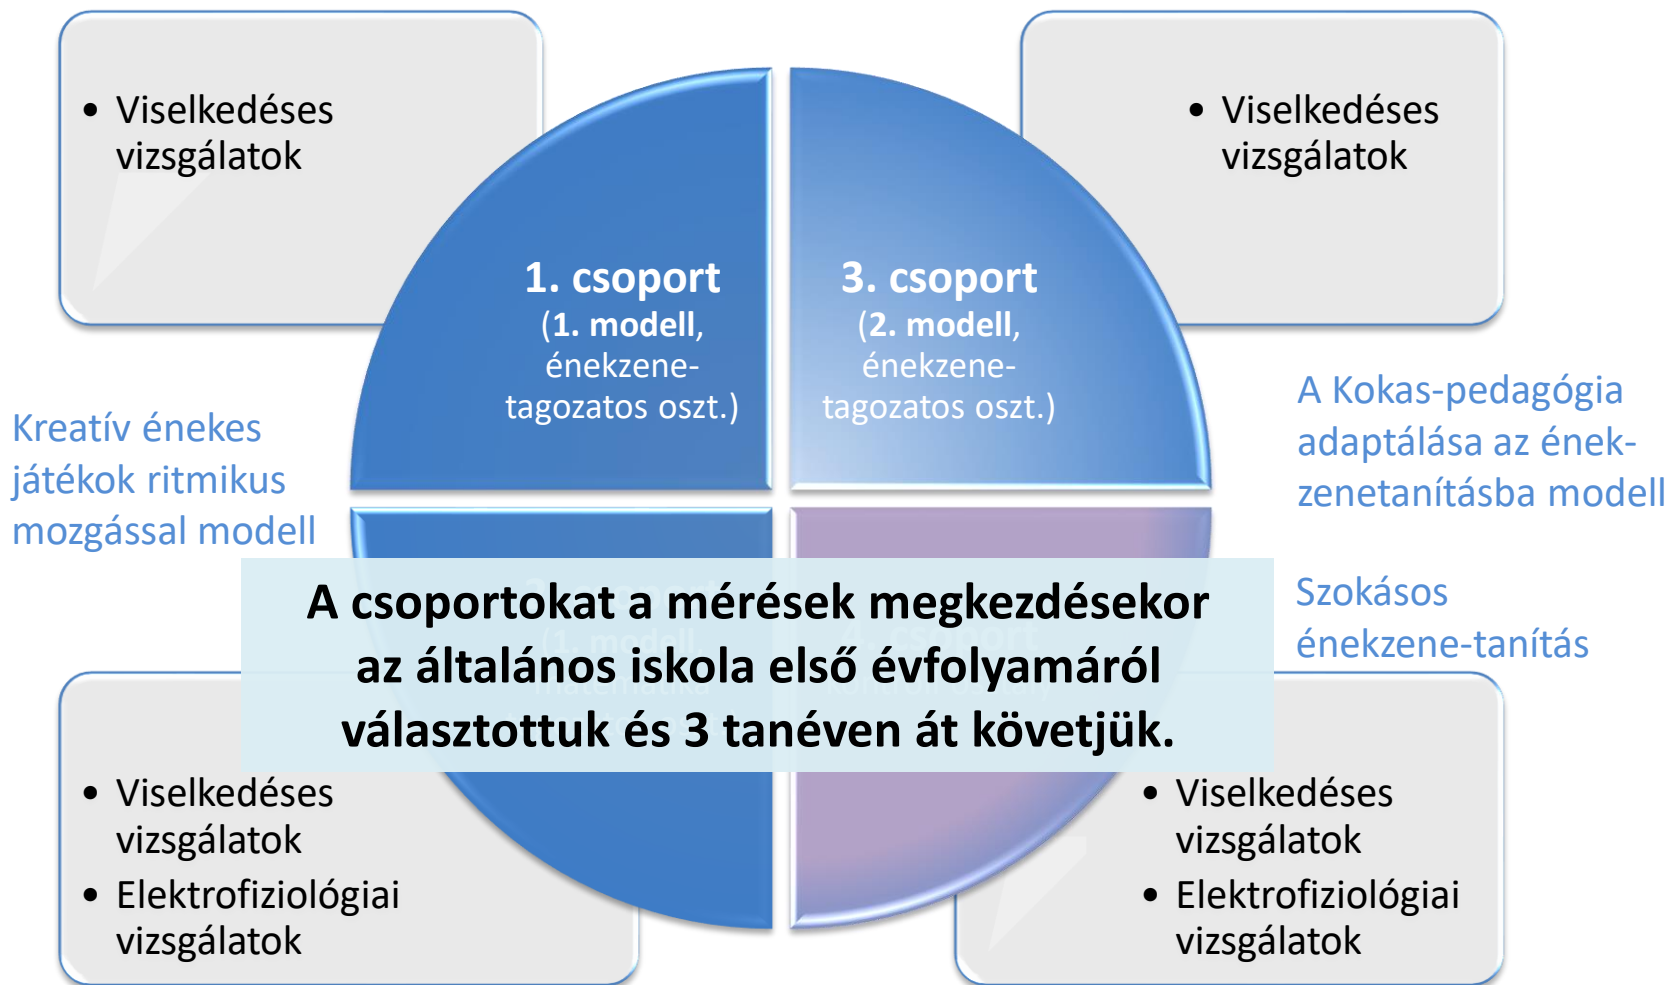 • Viselkedéses
vizsgálatok
• Viselkedéses
vizsgálatok
1. csoport
(1. modell,
énekzene-
tagozatos oszt.)
3. csoport
(2. modell,
énekzene-
tagozatos oszt.)
Kreatív énekes
játékok ritmikus
mozgással modell
A Kokas-pedagógia
adaptálása az ének-
zenetanításba modell
Szokásos
énekzene-tanítás
A csoportokat a mérések megkezdésekor
az általános iskola első évfolyamáról
választottuk és 3 tanéven át követjük.
• Viselkedéses
vizsgálatok
• Elektrofiziológiai
vizsgálatok
• Viselkedéses
vizsgálatok
• Elektrofiziológiai
vizsgálatok